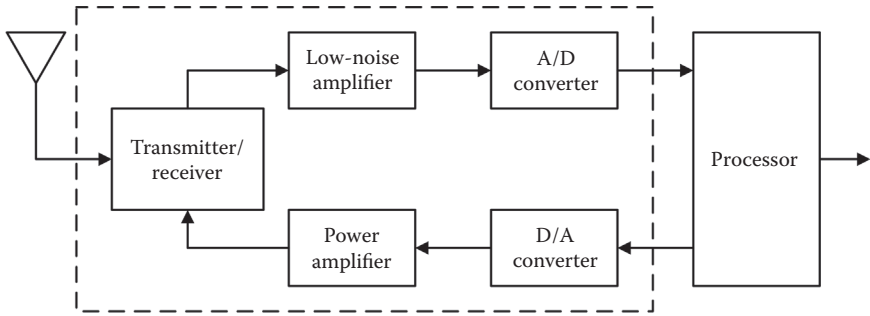 Low-noise
amplifier
A/D
converter
Transmitter/
receiver
Processor
Power
amplifier
D/A
converter